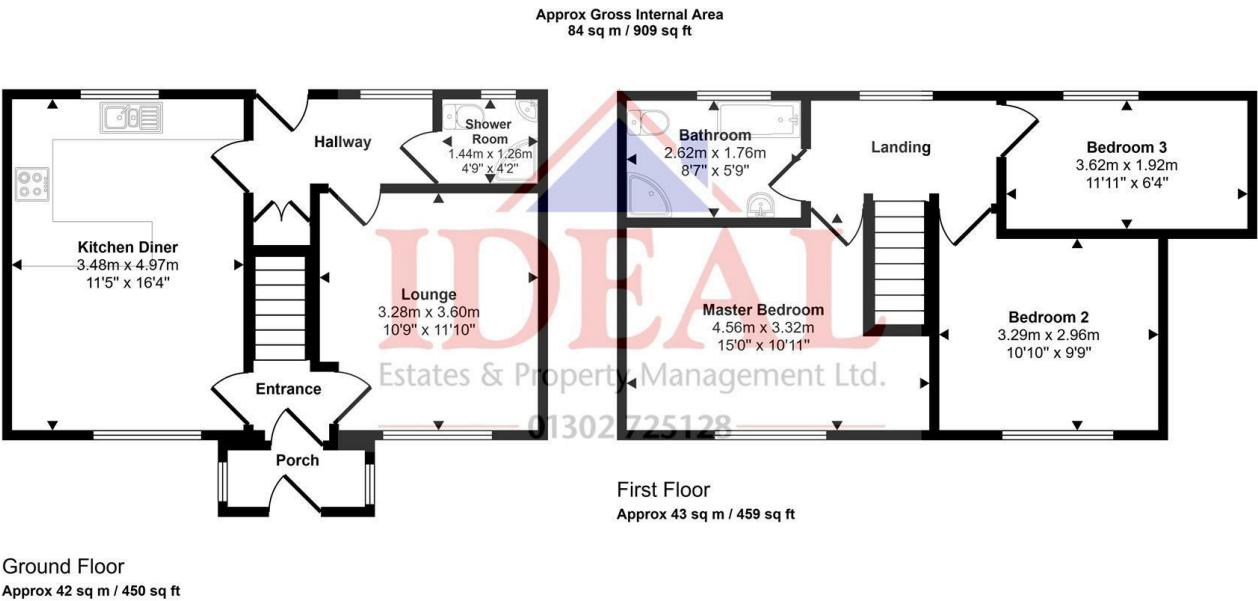 Approx Gross Internal Area
84 sq m / 909 sq ft
Hallway
Shower
Room
1.44m x 1.26m
4'9" x 4'2"
Kitchen Diner
3.48m x 4.97m
11'5" x 16'4"
Lounge
3.28m x 3.60m
10'9" x 11'10"
Entrance
Porch
Bathroom
2.62m x 1.76m
8'7" x 5'9"
Landing
Bedroom 3
3.62m x 1.92m
11'11" x 6'4"
Master Bedroom
4.56m x 3.32m
15'0" x 10'11"
Bedroom 2
3.29m x 2.96m
10'10" x 9'9"
IDEAL
Estates & Property Management Ltd.
01302 725128
First Floor
Approx 43 sq m / 459 sq ft
Ground Floor
Approx 42 sq m / 450 sq ft